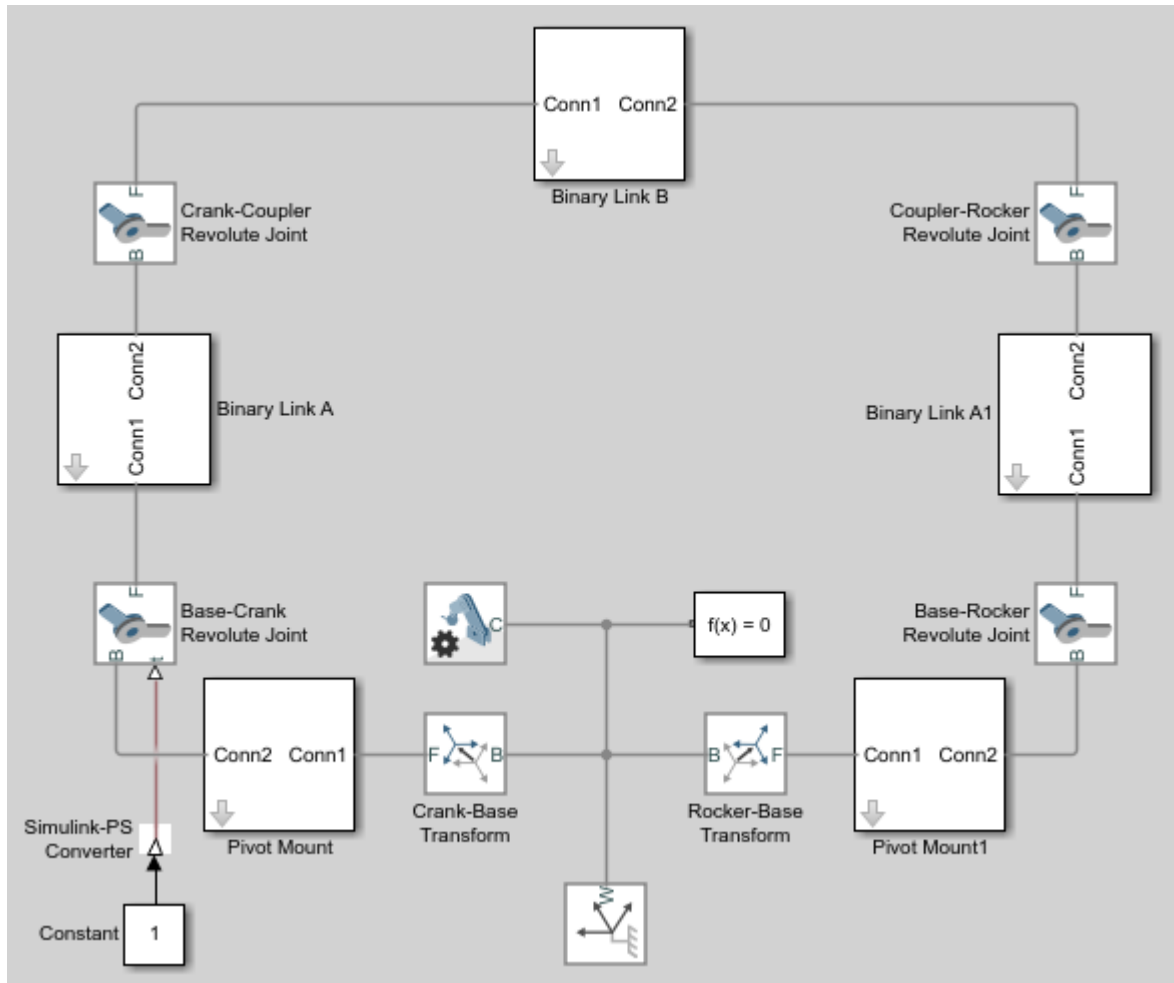 Conn1 Conn2
Binary Link B
F
Crank-Coupler
Revolute Joint
B
F
Coupler-Rocker
Revolute Joint
B
Conn2
Conn1
Binary Link A
Conn2
Conn1
Binary Link A1
F
Base-Crank
Revolute Joint
B
t
C
f(x) = 0
F
Base-Rocker
Revolute Joint
B
Conn2 Conn1
Pivot Mount
F B
Crank-Base
Transform
B F
Rocker-Base
Transform
Conn1 Conn2
Pivot Mount1
Simulink-PS
Converter
W
Constant
1